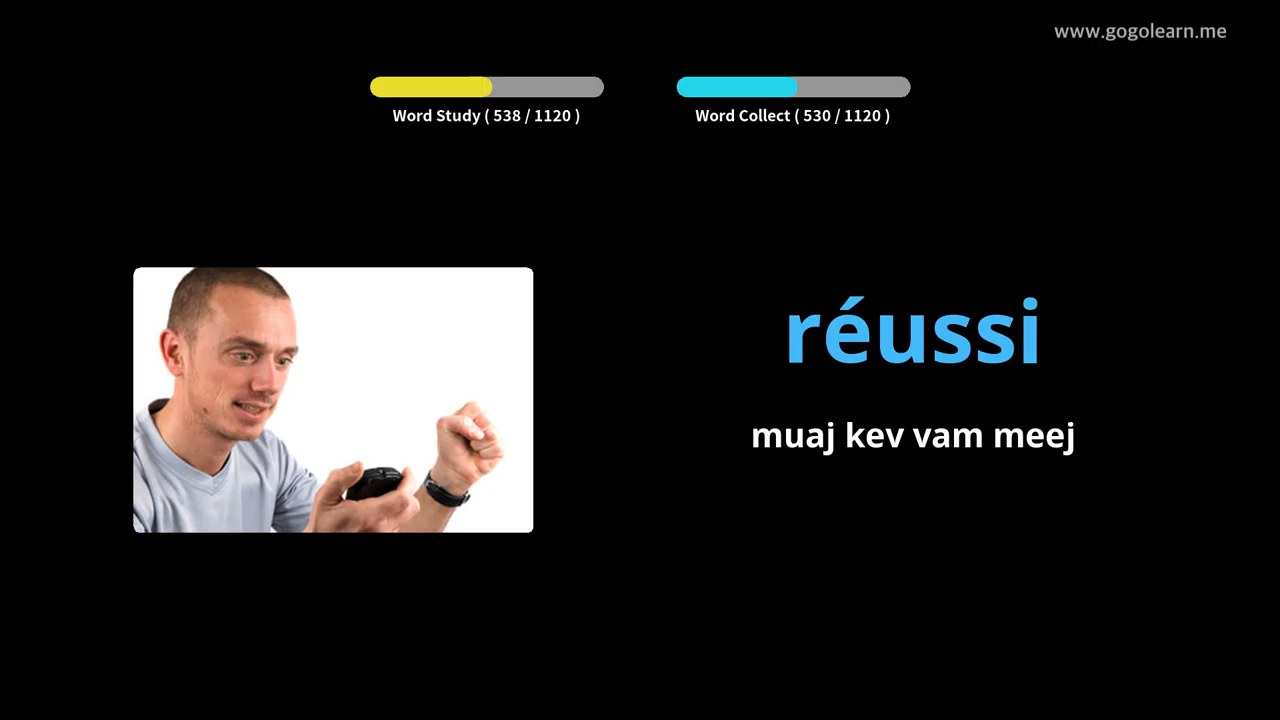 www.gogolearn.me
Word Study ( 538 / 1120 )
Word Collect ( 530 / 1120 )
réussi
muaj kev vam meej